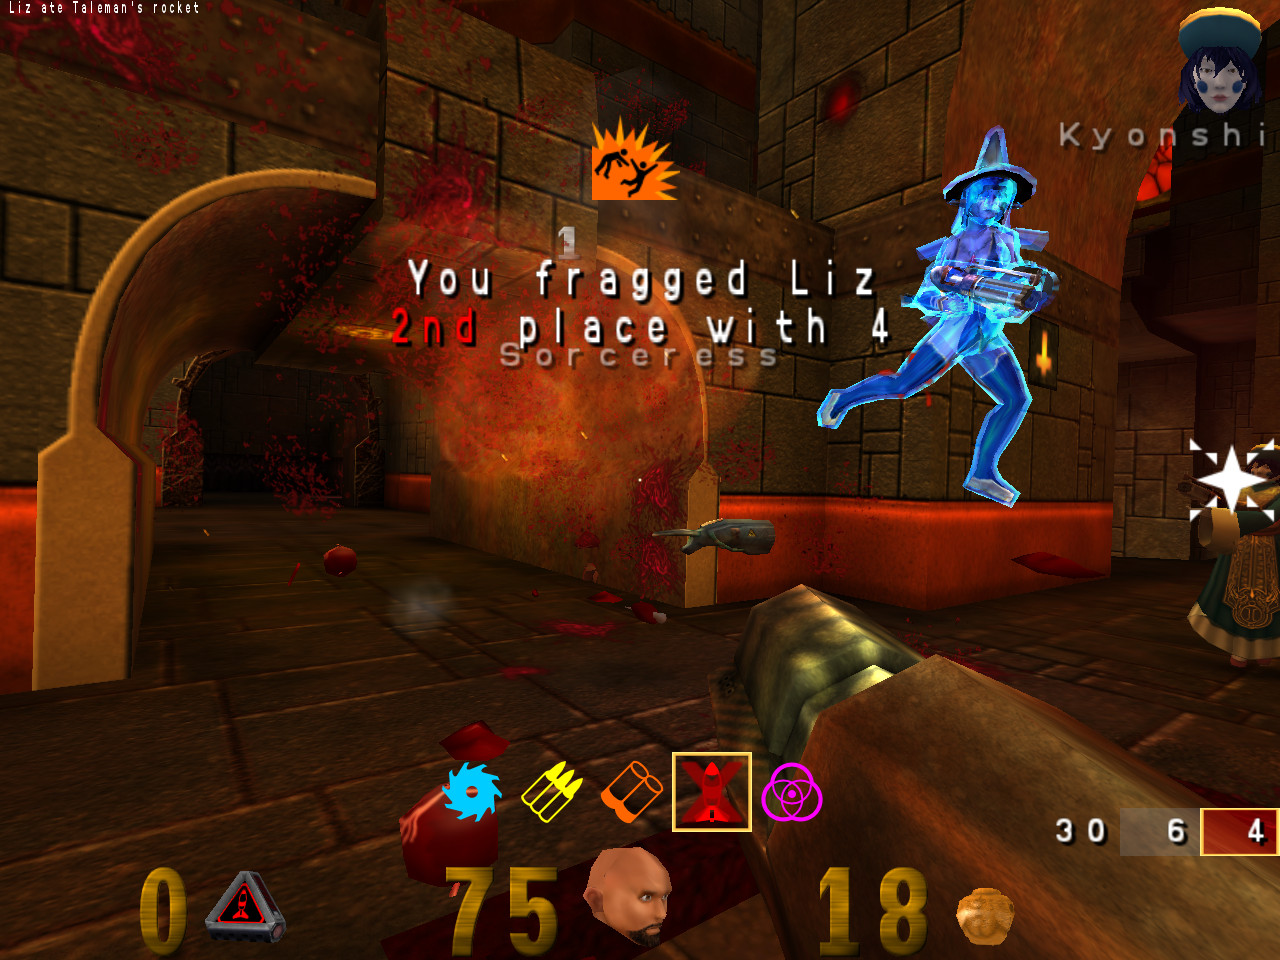 Liz ate Taleman's rocket
Kyonshi
1
You fragged Liz
2nd place with 4
Sorceress
30 6 4
0 75 18